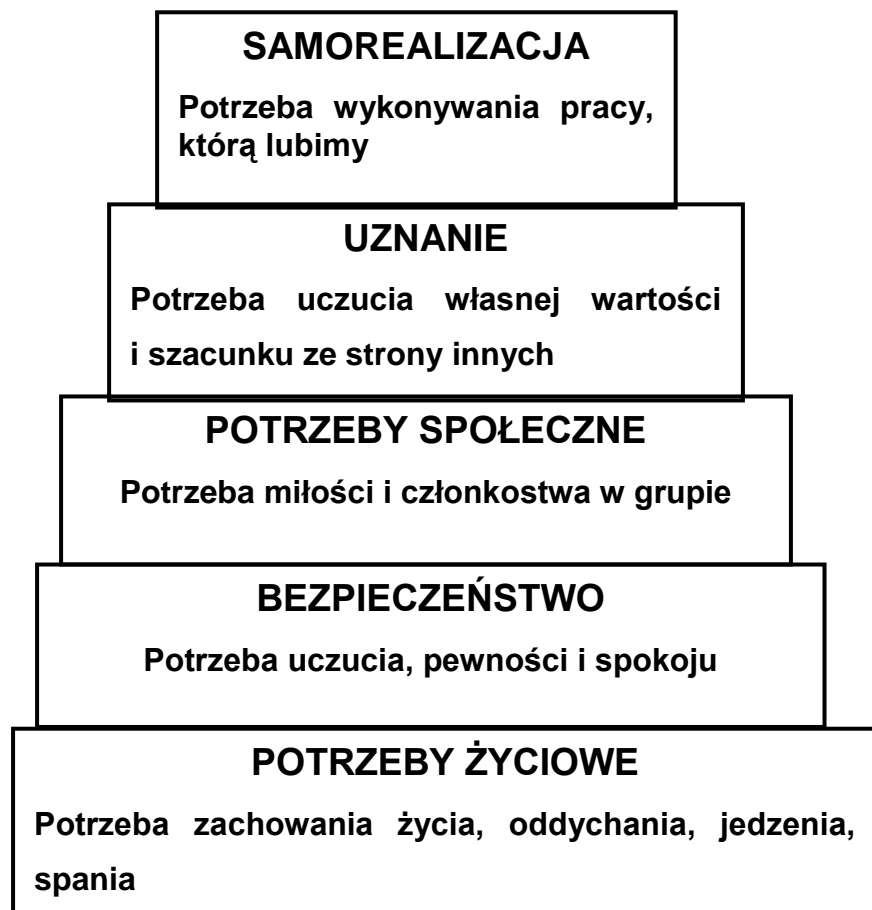 SAMOREALIZACJA
Potrzeba wykonywania pracy,
którą lubimy
UZNANIE
Potrzeba uczucia własnej wartości
i szacunku ze strony innych
POTRZEBY SPOŁECZNE
Potrzeba miłości i członkostwa w grupie
BEZPIECZEŃSTWO
Potrzeba uczucia, pewności i spokoju
POTRZEBY ŻYCIOWE
Potrzeba zachowania życia, oddychania, jedzenia,
spania